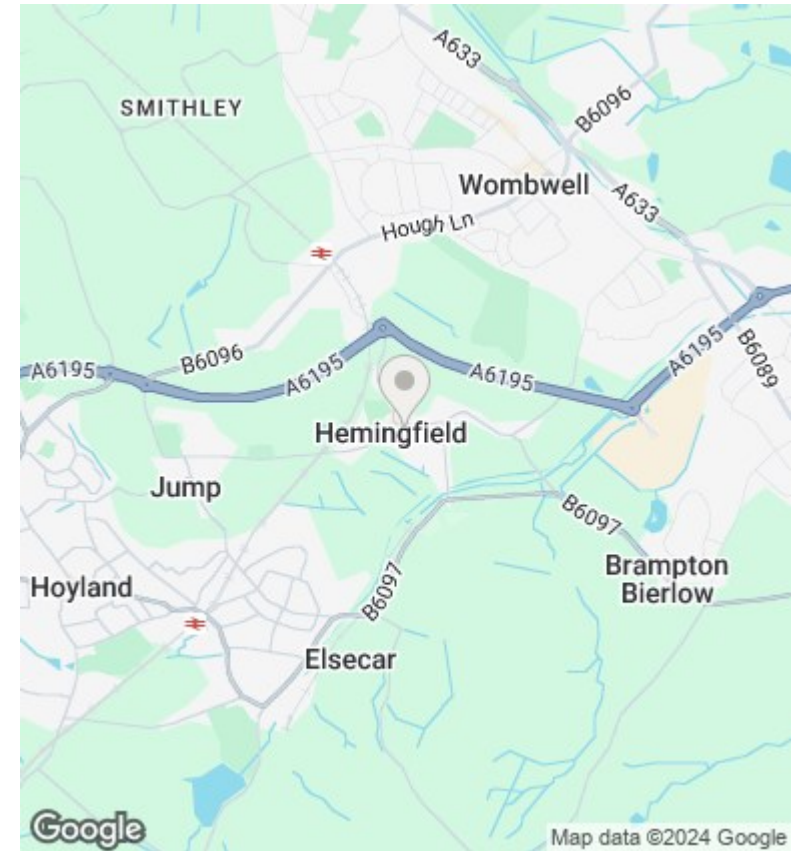 A633
SMITHLEY
B6096
Wombwell
A633
Hough Ln
B6096
A6195
A6195
A6195
A6195
B6089
Hemingfield
Jump
B6097
Brampton
Bierlow
Hoyland
B6097
Elsecar
Google
Map data ©2024 Google